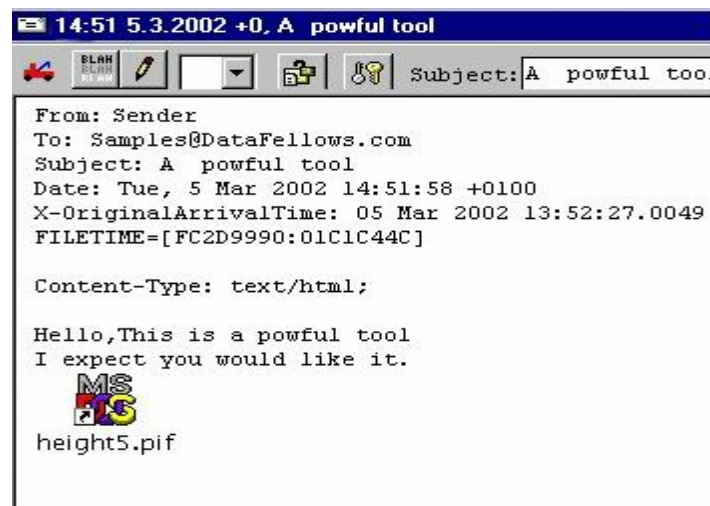 14:51 5.3.2002 +0, A  powful tool
BLAH
BLAH
BLAH
Subject: A  powful too
From: Sender
To: Samples@DataFellows.com
Subject: A  powful tool
Date: Tue, 5 Mar 2002 14:51:58 +0100
X-OriginalArrivalTime: 05 Mar 2002 13:52:27.0049
FILETIME=[FC2D9990:01C1C44C]
Content-Type: text/html;
Hello,This is a powful tool
I expect you would like it.
MS
height5.pif